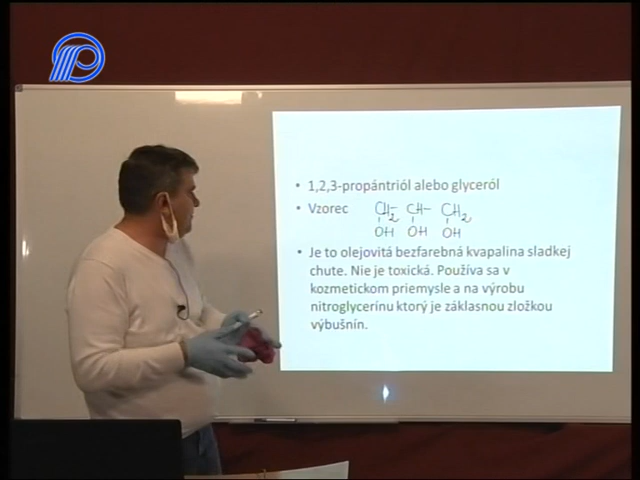 1,2,3-propántriól alebo glyceról
Vzorec CH₂- CH- CH₂
OH OH OH
Je to olejovitá bezfarebná kvapalina sladkej
chute. Nie je toxická. Používa sa v
kozmetickom priemysle a na výrobu
nitroglycerínu ktorý je základnou zložkou
výbušnín.